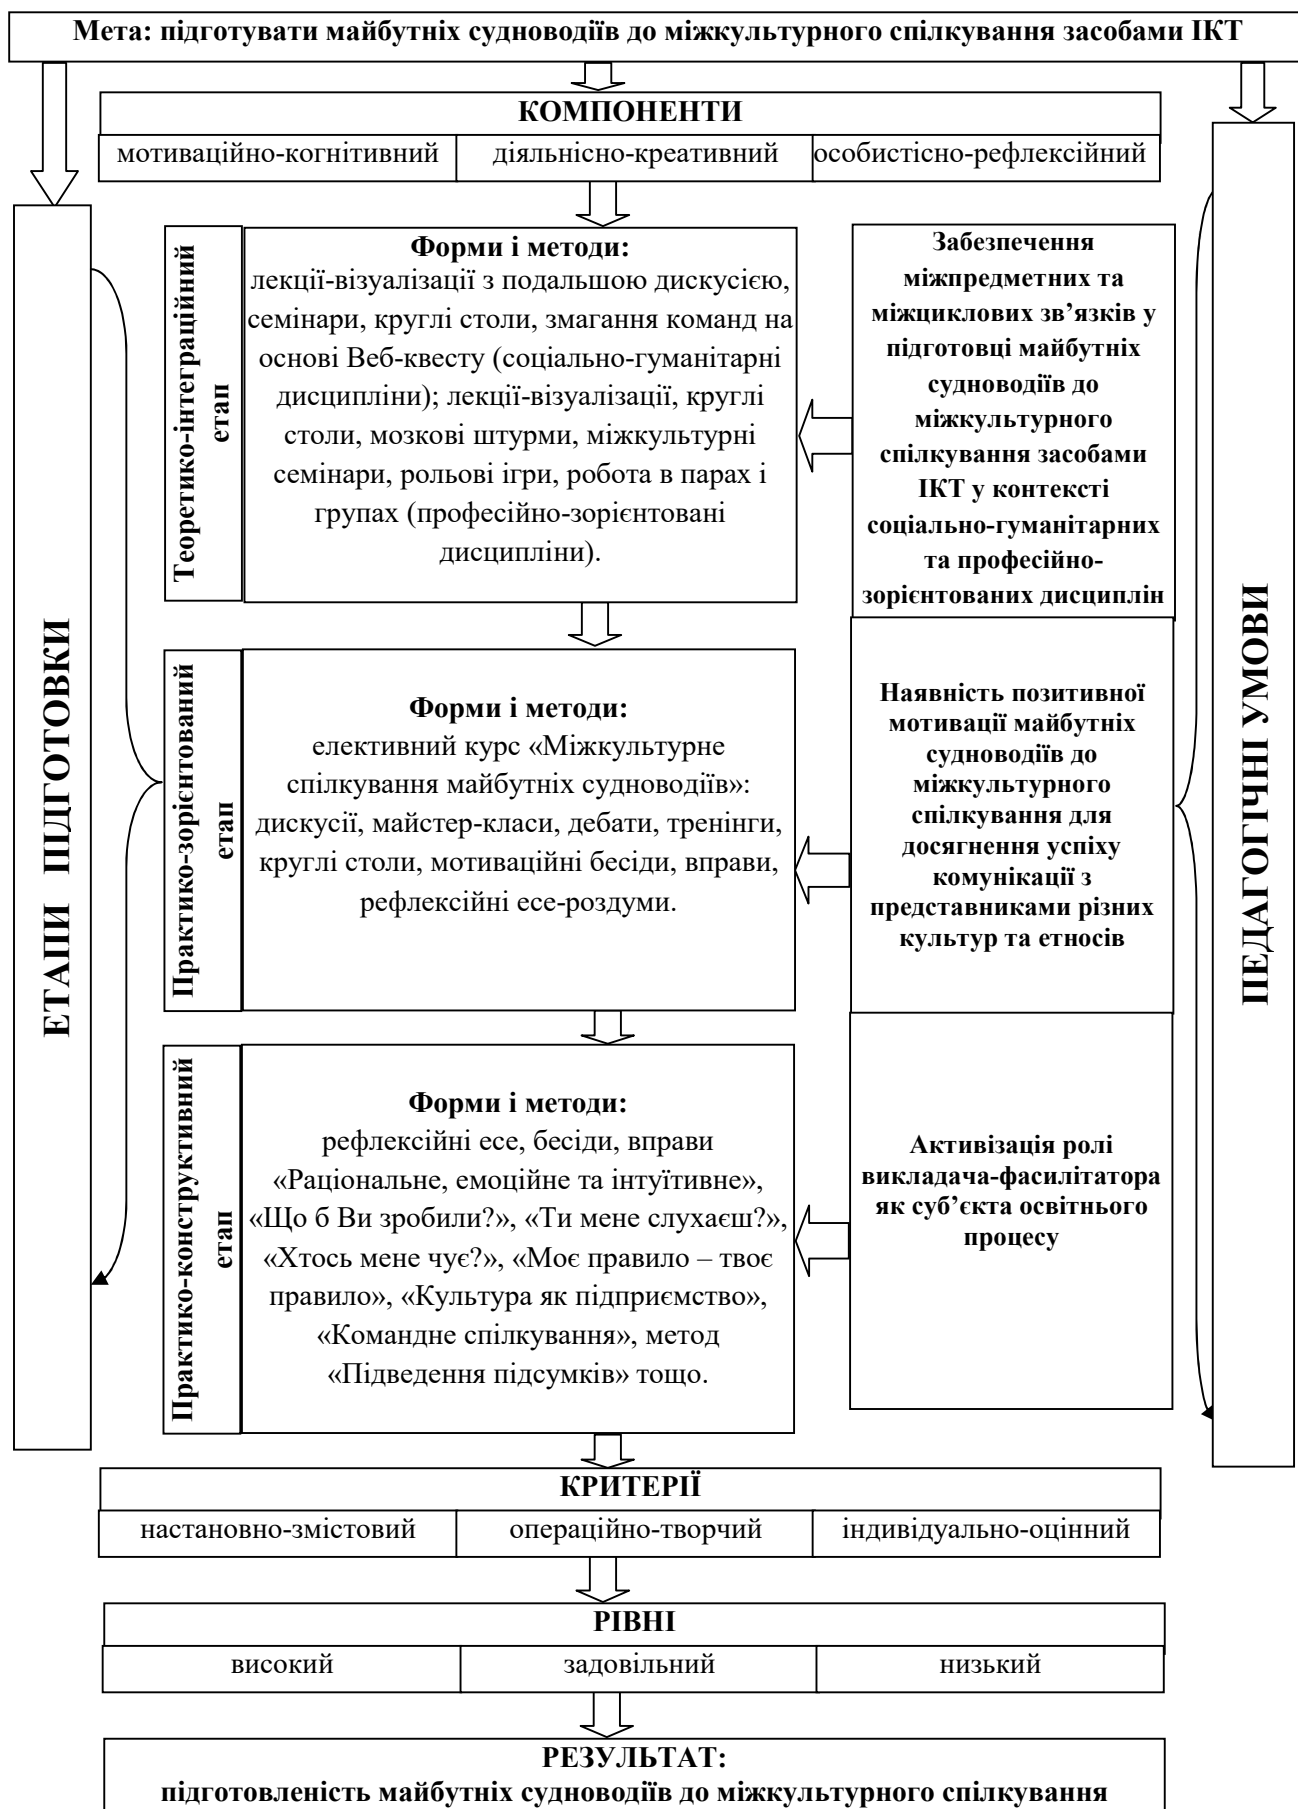 Мета: підготувати майбутніх судноводіїв до міжкультурного спілкування засобами ІКТ
КОМПОНЕНТИ
мотиваційно-когнітивний
діяльнісно-креативний
особистісно-рефлексійний
ЕТАПИ ПІДГОТОВКИ
Теоретико-інтеграційний
етап
Форми і методи:
лекції-візуалізації з подальшою дискусією,
семінари, круглі столи, змагання команд на
основі Веб-квесту (соціально-гуманітарні
дисципліни); лекції-візуалізації, круглі
столи, мозкові штурми, міжкультурні
семінари, рольові ігри, робота в парах і
групах (професійно-зорієнтовані
дисципліни).
Забезпечення
міжпредметних та
міжциклових зв’язків у
підготовці майбутніх
судноводіїв до
міжкультурного
спілкування засобами
ІКТ у контексті
соціально-гуманітарних
та професійно-
зорієнтованих дисциплін
ПЕДАГОГІЧНІ УМОВИ
Практико-зорієнтований
етап
Форми і методи:
елективний курс «Міжкультурне
спілкування майбутніх судноводіїв»:
дискусії, майстер-класи, дебати, тренінги,
круглі столи, мотиваційні бесіди, вправи,
рефлексійні есе-роздуми.
Наявність позитивної
мотивації майбутніх
судноводіїв до
міжкультурного
спілкування для
досягнення успіху
комунікації з
представниками різних
культур та етносів
Практико-конструктивний
етап
Форми і методи:
рефлексійні есе, бесіди, вправи
«Раціональне, емоційне та інтуїтивне»,
«Що б Ви зробили?», «Ти мене слухаєш?»,
«Хтось мене чує?», «Моє правило – твоє
правило», «Культура як підприємство»,
«Командне спілкування», метод
«Підведення підсумків» тощо.
Активізація ролі
викладача-фасилітатора
як суб’єкта освітнього
процесу
КРИТЕРІЇ
настановно-змістовий
операційно-творчий
індивідуально-оцінний
РІВНІ
високий
задовільний
низький
РЕЗУЛЬТАТ:
підготовленість майбутніх судноводіїв до міжкультурного спілкування